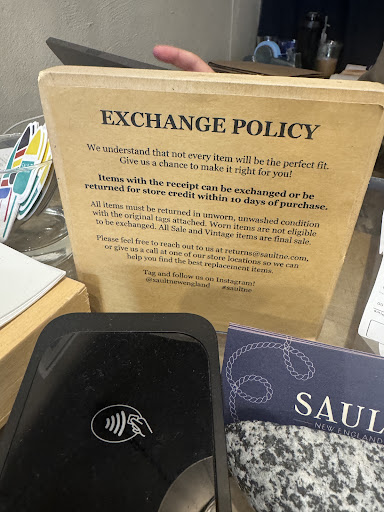 EXCHANGE POLICY
We understand that not every item will be the perfect fit.
Give us a chance to make it right for you!
Items with the receipt can be exchanged or be
returned for store credit within 10 days of purchase.
All items must be returned in unworn, unwashed condition
with the original tags attached. Worn items are not eligible
to be exchanged. All Sale and Vintage items are final sale.
Please feel free to reach out to us at returns@saultne.com,
or give us a call at one of our store locations so we can
help you find the best replacement items.
Tag and follow us on Instagram!
@saultnewengland #saultne
SAUL
NEW ENGLAND